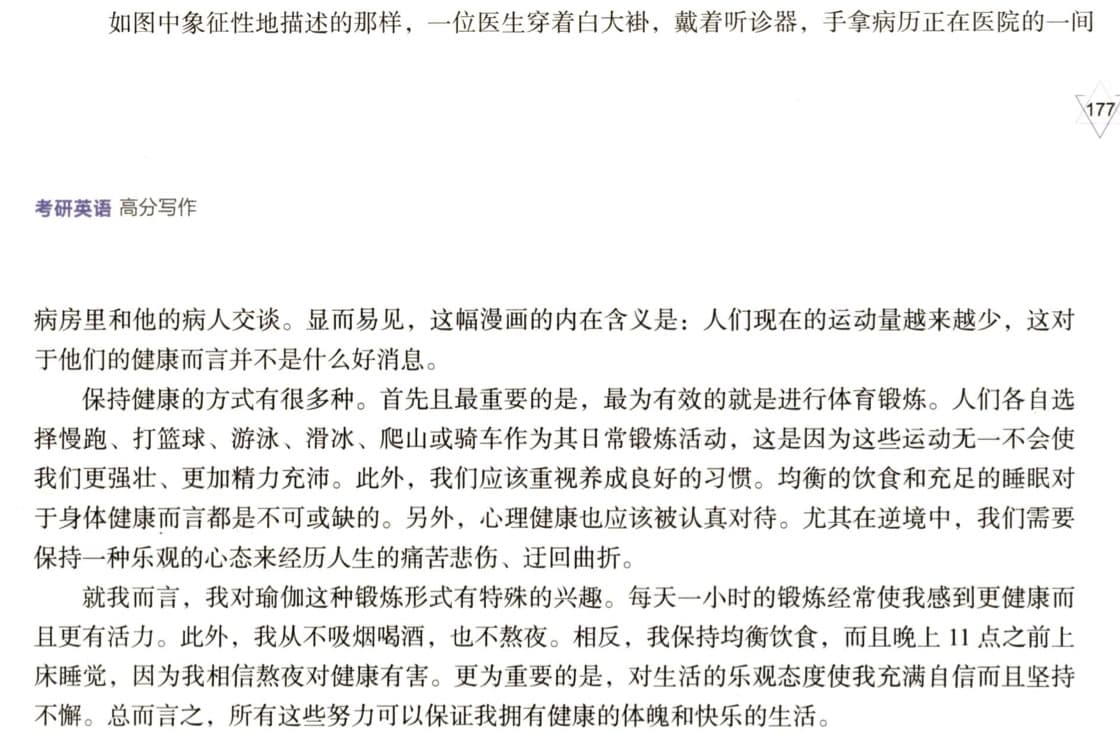 如图中象征性地描述的那样，一位医生穿着白大褂，戴着听诊器，手拿病历正在医院的一间
177
考研英语 高分写作
病房里和他的病人交谈。显而易见，这幅漫画的内在含义是：人们现在的运动量越来越少，这对
于他们的健康而言并不是什么好消息。
保持健康的方式有很多种。首先且最重要的是，最为有效的就是进行体育锻炼。人们各自选
择慢跑、打篮球、游泳、滑冰、爬山或骑车作为其日常锻炼活动，这是因为这些运动无一不会使
我们更强壮、更加精力充沛。此外，我们应该重视养成良好的习惯。均衡的饮食和充足的睡眠对
于身体健康而言都是不可或缺的。另外，心理健康也应该被认真对待。尤其在逆境中，我们需要
保持一种乐观的心态来经历人生的痛苦悲伤、迂回曲折。
就我而言，我对瑜伽这种锻炼形式有特殊的兴趣。每天一小时的锻炼经常使我感到更健康而
且更有活力。此外，我从不吸烟喝酒，也不熬夜。相反，我保持均衡饮食，而且晚上 11 点之前上
床睡觉，因为我相信熬夜对健康有害。更为重要的是，对生活的乐观态度使我充满自信而且坚持
不懈。总而言之，所有这些努力可以保证我拥有健康的体魄和快乐的生活。